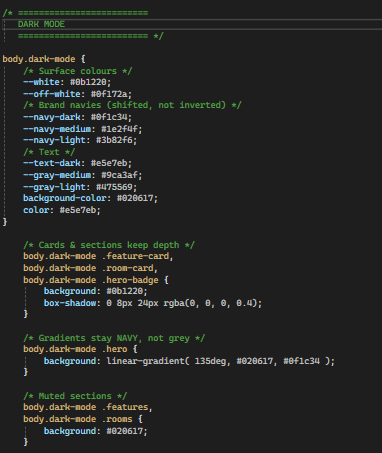 /* ==========================
DARK MODE
========================== */
body.dark-mode {
/* Surface colours */
--white: #0b1220;
--off-white: #0f172a;
/* Brand navies (shifted, not inverted) */
--navy-dark: #0f1c34;
--navy-medium: #1e2f4f;
--navy-light: #3b82f6;
/* Text */
--text-dark: #e5e7eb;
--gray-medium: #9ca3af;
--gray-light: #475569;
background-color: #020617;
color: #e5e7eb;
}
/* Cards & sections keep depth */
body.dark-mode .feature-card,
body.dark-mode .room-card,
body.dark-mode .hero-badge {
background: #0b1220;
box-shadow: 0 8px 24px rgba(0, 0, 0, 0.4);
}
/* Gradients stay NAVY, not grey */
body.dark-mode .hero {
background: linear-gradient( 135deg, #020617, #0f1c34 );
}
/* Muted sections */
body.dark-mode .features,
body.dark-mode .rooms {
background: #020617;
}